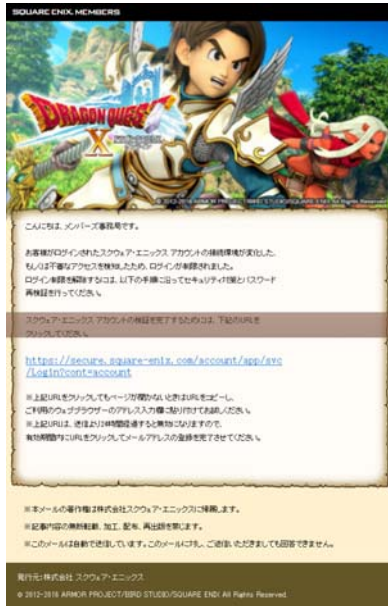 SQUARE ENIX. MEMBERS
DRAGON QUEST
X
© 2012-2016 ARMOR PROJECT/BIRD STUDIO/SQUARE ENIX All Rights Reserved.
こんにちは、メンバーズ事務局です。
お客様がログインされたスクウェア・エニックス アカウントの接続環境が変化した、
もしくは不審なアクセスを検知したため、ログインが制限されました。
ログイン制限を解除するには、以下の手順に沿ってセキュリティ対策とパスワード
再検証を行ってください。
スクウェア・エニックス アカウントの検証を完了するためには、下記のURLを
クリックしてください。
https://secure.square-enix.com/account/app/svc
/Login?cont=account
※上記URLをクリックしてもページが開かないときはURLをコピーし、
ご利用のウェブブラウザーのアドレス入力欄に貼り付けてお試しください。
※上記URLは、送信より24時間経過すると無効になりますので、
有効期間内にURLをクリックしてメールアドレスの登録を完了させてください。
※本メールの著作権は株式会社スクウェア・エニックスに帰属します。
※記事内容の無断転載、加工、配布、再出版を禁じます。
※このメールは自動で送信しています。このメールに対し、ご返信いただきましても回答できません。
発行元：株式会社 スクウェア・エニックス
© 2012-2016 ARMOR PROJECT/BIRD STUDIO/SQUARE ENIX All Rights Reserved.